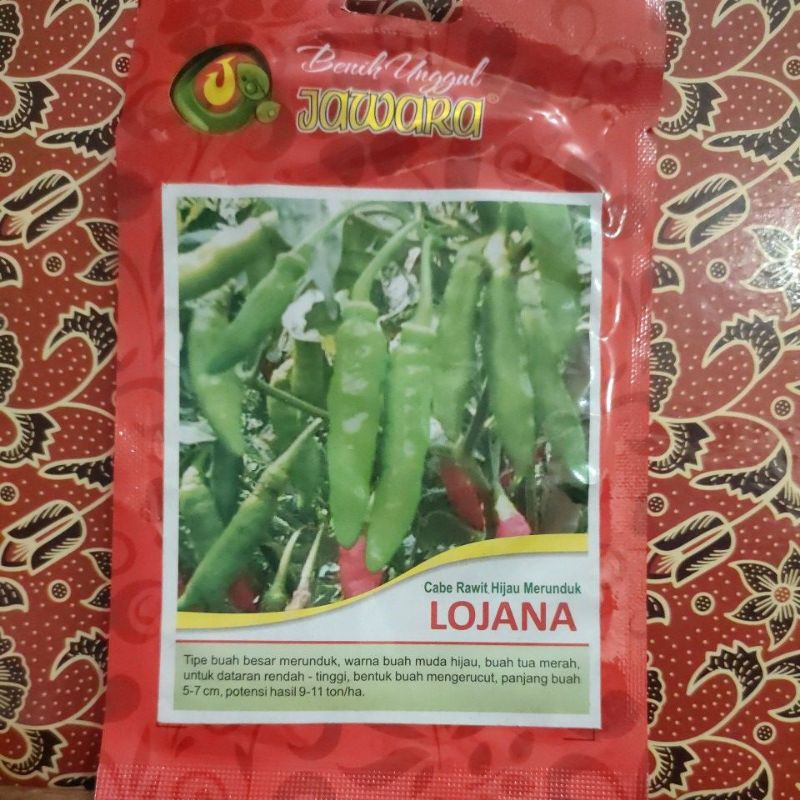 Benih Unggul
JAWARA
Cabe Rawit Hijau Merunduk
LOJANA
Tipe buah besar merunduk, warna buah muda hijau, buah tua merah,
untuk dataran rendah - tinggi, bentuk buah mengerucut, panjang buah
5-7 cm, potensi hasil 9-11 ton/ha.